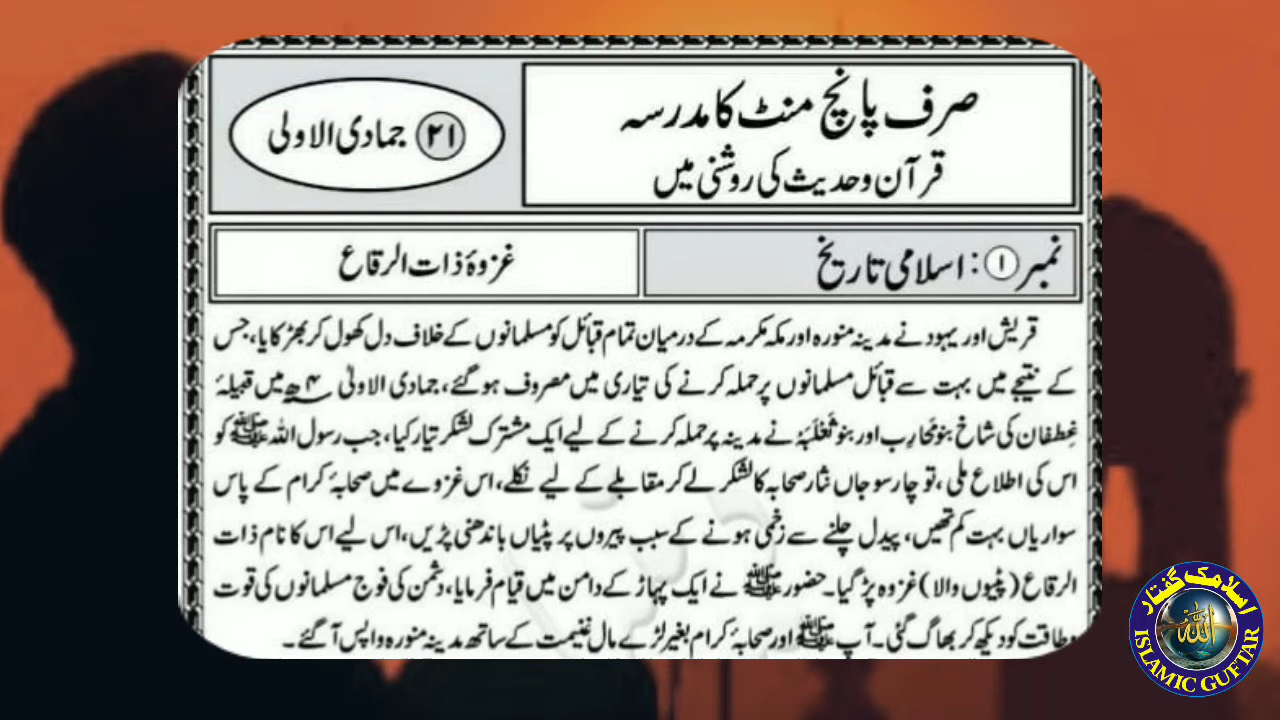 صرف پانچ منٹ کا مدرسہ
قرآن و حدیث کی روشنی میں
۲۱ جمادی الاولی
نمبر ۱ : اسلامی تاریخ
غزوۂ ذات الرقاع
قریش اور یہود نے مدینہ منورہ اور مکہ مکرمہ کے درمیان تمام قبائل کو مسلمانوں کے خلاف دل کھول کر بھڑکایا، جس
کے نتیجے میں بہت سے قبائل مسلمانوں پر حملہ کرنے کی تیاری میں مصروف ہو گئے، جمادی الاولیٰ ۴ھ میں قبیلۂ
غِطفان کی شاخ بنو مُحَارِب اور بنو ثَعْلَبَہْ نے مدینہ پر حملہ کرنے کے لیے ایک مشترک لشکر تیار کیا، جب رسول اللہ ﷺ کو
اس کی اطلاع ملی، تو چار سو جاں نثار صحابہ کا لشکر لے کر مقابلے کے لیے نکلے، اس غزوے میں صحابۂ کرام کے پاس
سواریاں بہت کم تھیں، پیدل چلنے سے زخمی ہونے کے سبب پیروں پر پٹیاں باندھنی پڑیں، اس لیے اس کا نام ذات
الرقاع (پٹیوں والا) غزوہ پڑ گیا۔ حضور ﷺ نے ایک پہاڑ کے دامن میں قیام فرمایا، دشمن کی فوج مسلمانوں کی قوت
وطاقت کو دیکھ کر بھاگ گئی۔ آپ ﷺ اور صحابۂ کرام بغیر لڑے مال غنیمت کے ساتھ مدینہ منورہ واپس آ گئے۔
اسلامک گفتار
الله
ISLAMIC GUFTAR